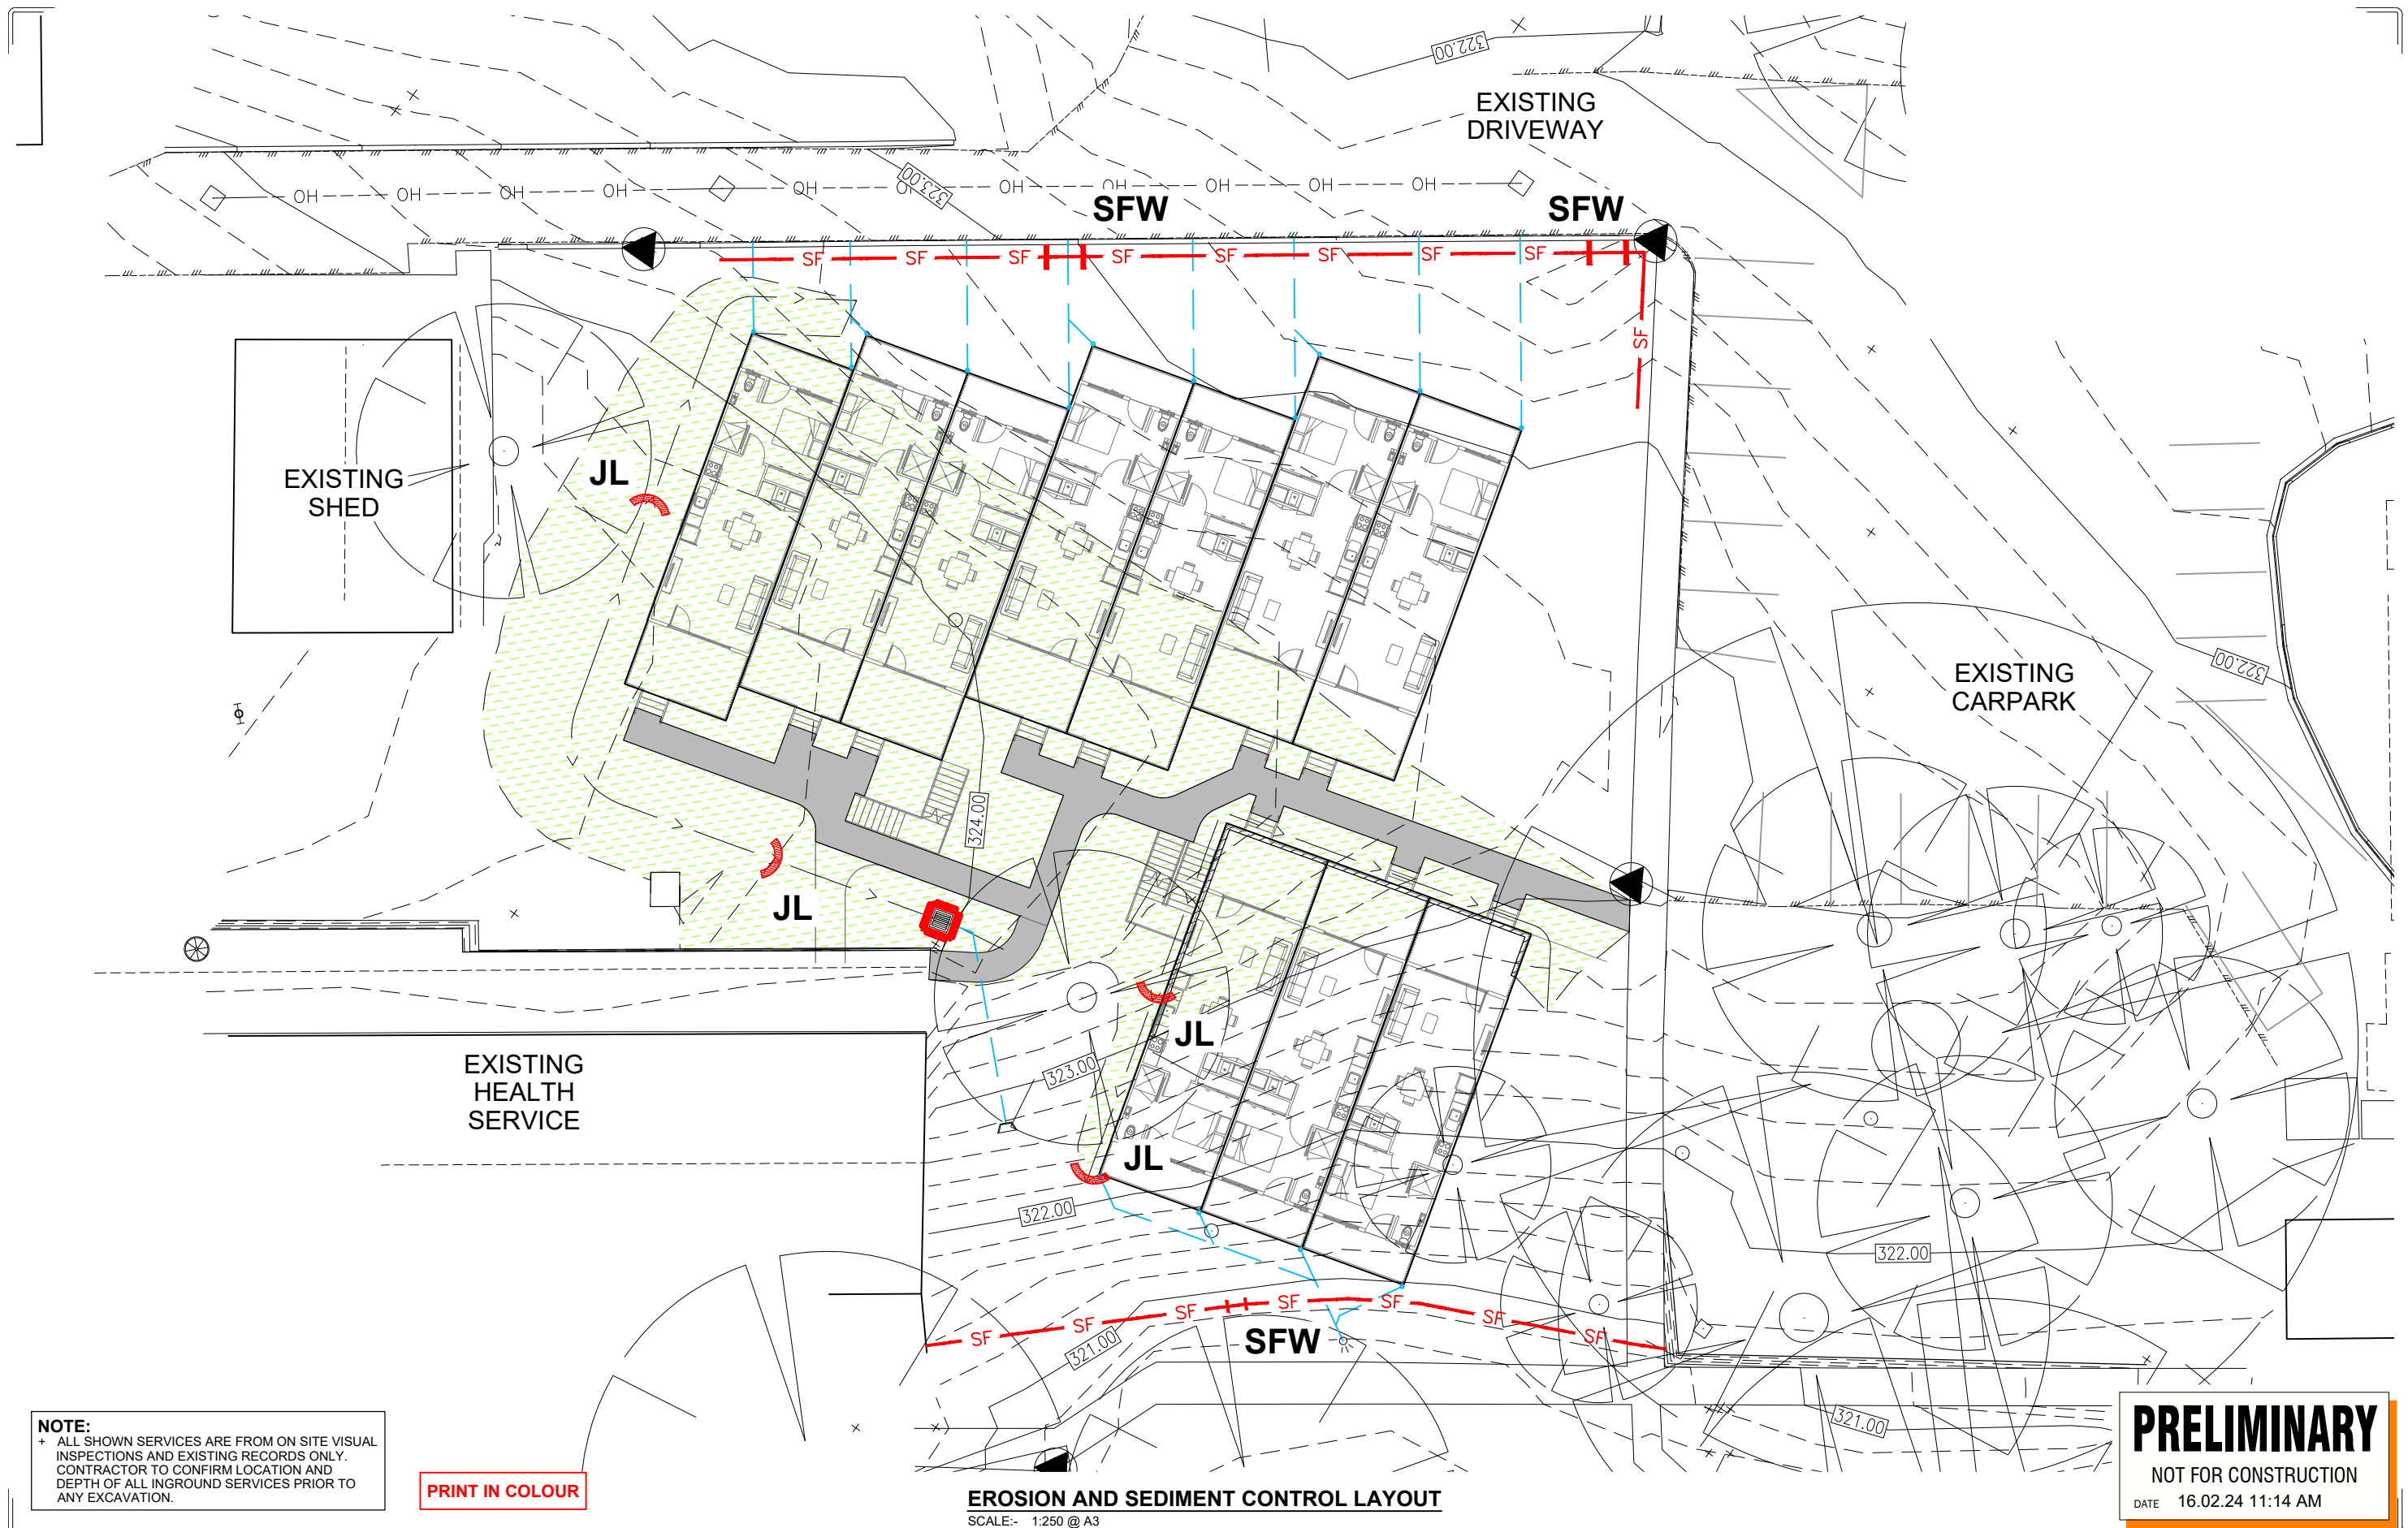 322.00
EXISTING
DRIVEWAY
OH OH OH OH OH OH OH OH OH OH OH OH
323.00
SFW SFW
SF SF SF SF SF SF SF SF
SF
EXISTING
SHED
JL
EXISTING
CARPARK
322.00
324.00
JL
JL
323.00
EXISTING
HEALTH
SERVICE
JL
322.00
322.00
SF SF SF SF SF SF SF
SFW
321.00
321.00
NOTE:
+ ALL SHOWN SERVICES ARE FROM ON SITE VISUAL
INSPECTIONS AND EXISTING RECORDS ONLY.
CONTRACTOR TO CONFIRM LOCATION AND
DEPTH OF ALL INGROUND SERVICES PRIOR TO
ANY EXCAVATION.
PRINT IN COLOUR
EROSION AND SEDIMENT CONTROL LAYOUT
SCALE:- 1:250 @ A3
PRELIMINARY
NOT FOR CONSTRUCTION
DATE 16.02.24 11:14 AM